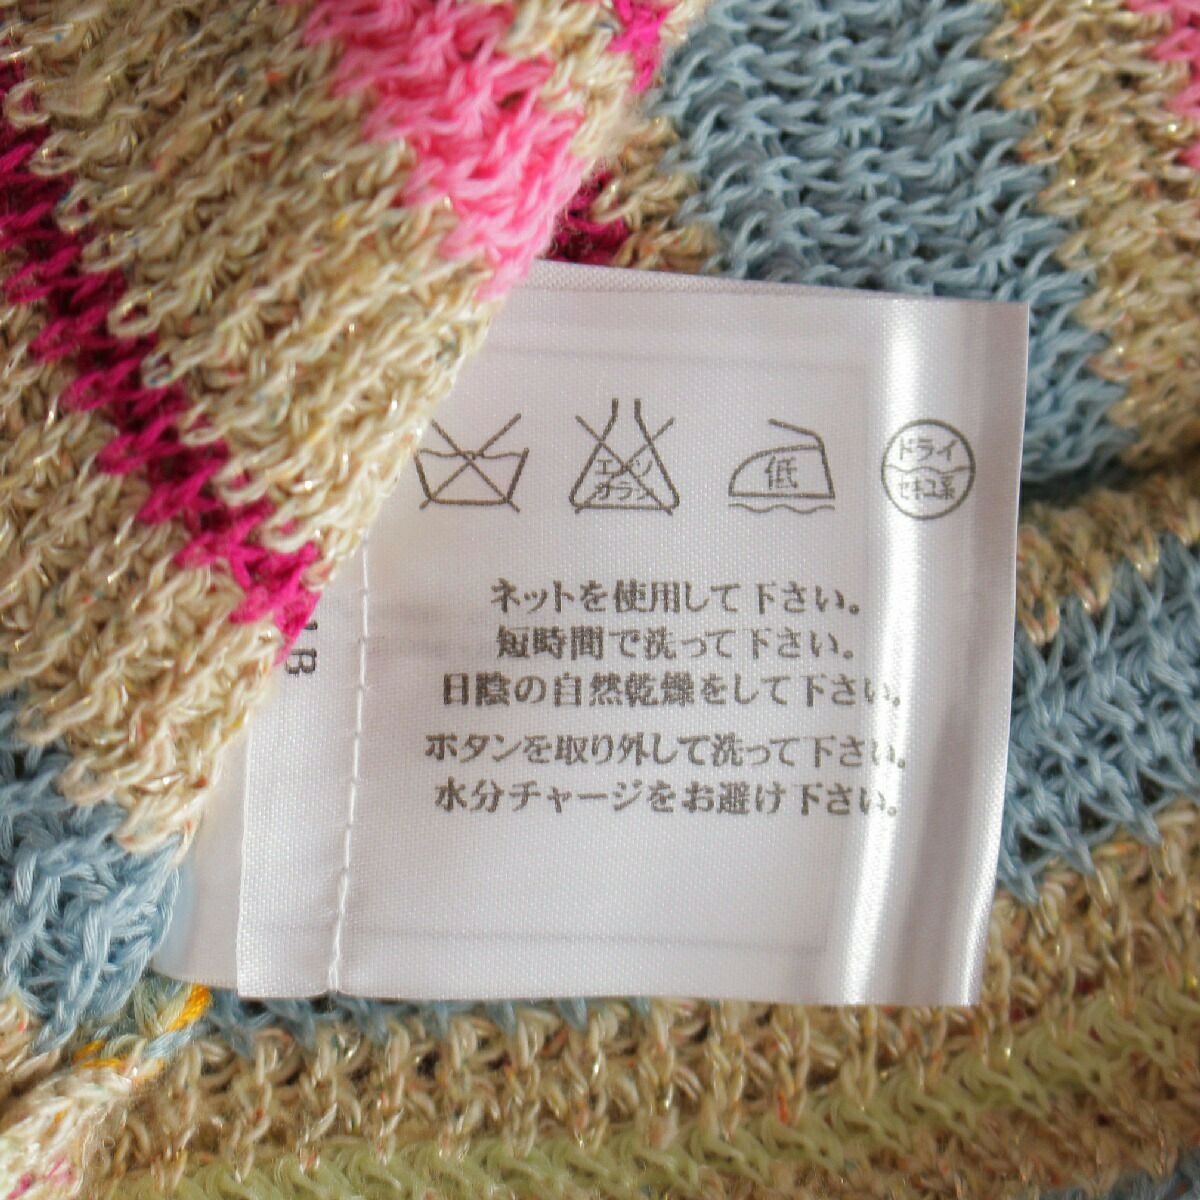 エンソ
サラシ
低
ドライ
セキユ系
ネットを使用して下さい。
短時間で洗って下さい。
日陰の自然乾燥をして下さい。
ボタンを取り外して洗って下さい。
水分チャージをお避け下さい。